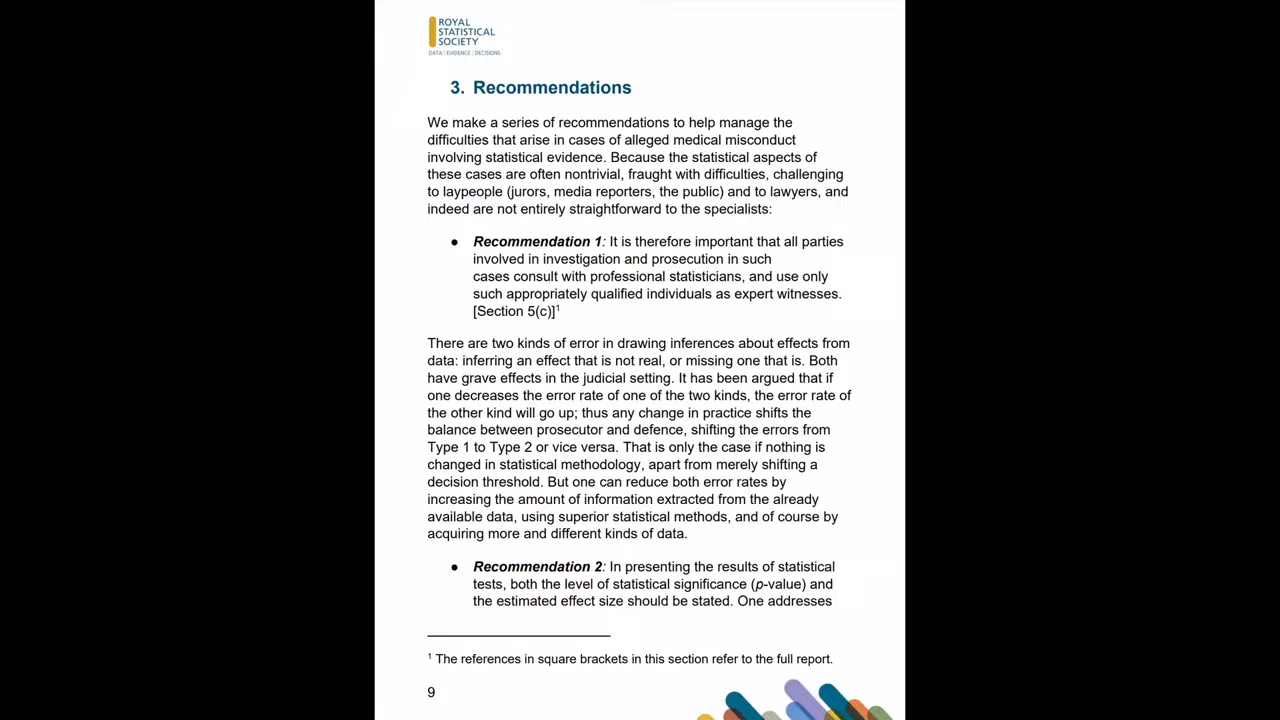 ROYAL
STATISTICAL
SOCIETY
DATA | EVIDENCE | DECISIONS
3. Recommendations
We make a series of recommendations to help manage the
difficulties that arise in cases of alleged medical misconduct
involving statistical evidence. Because the statistical aspects of
these cases are often nontrivial, fraught with difficulties, challenging
to laypeople (jurors, media reporters, the public) and to lawyers, and
indeed are not entirely straightforward to the specialists:
● Recommendation 1: It is therefore important that all parties
involved in investigation and prosecution in such
cases consult with professional statisticians, and use only
such appropriately qualified individuals as expert witnesses.
[Section 5(c)]¹
There are two kinds of error in drawing inferences about effects from
data: inferring an effect that is not real, or missing one that is. Both
have grave effects in the judicial setting. It has been argued that if
one decreases the error rate of one of the two kinds, the error rate of
the other kind will go up; thus any change in practice shifts the
balance between prosecutor and defence, shifting the errors from
Type 1 to Type 2 or vice versa. That is only the case if nothing is
changed in statistical methodology, apart from merely shifting a
decision threshold. But one can reduce both error rates by
increasing the amount of information extracted from the already
available data, using superior statistical methods, and of course by
acquiring more and different kinds of data.
● Recommendation 2: In presenting the results of statistical
tests, both the level of statistical significance (p-value) and
the estimated effect size should be stated. One addresses
¹ The references in square brackets in this section refer to the full report.
9